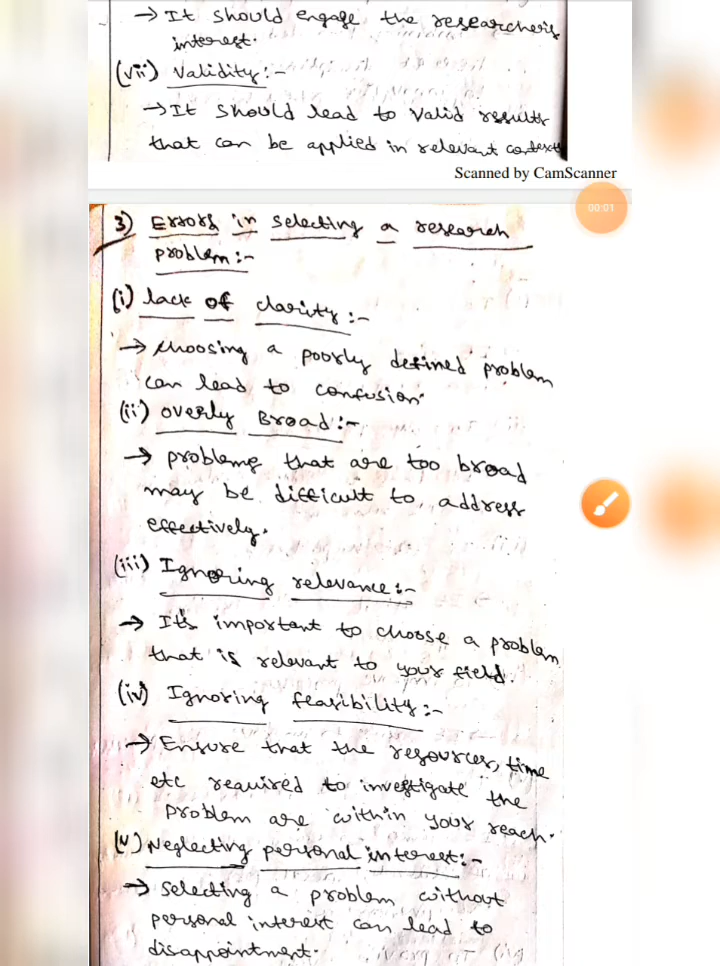 → It should engage the researcher's
interest.
(vii) Validity:-
→ It should lead to valid results
that can be applied in relevant context
Scanned by CamScanner
00:01
3) Errors in selecting a research
problem:-
(i) lack of clarity:-
→ choosing a poorly defined problem
can lead to confusion.
(ii) overly Broad:-
→ problems that are too broad
may be difficult to address
effectively.
(iii) Ignoring relevance:-
→ It's important to choose a problem
that is relevant to your field.
(iv) Ignoring feasibility:-
→ Ensure that the resources, time
etc required to investigate the
problem are within your reach.
(v) Neglecting personal interest:-
→ selecting a problem without
personal interest can lead to
disappointment.